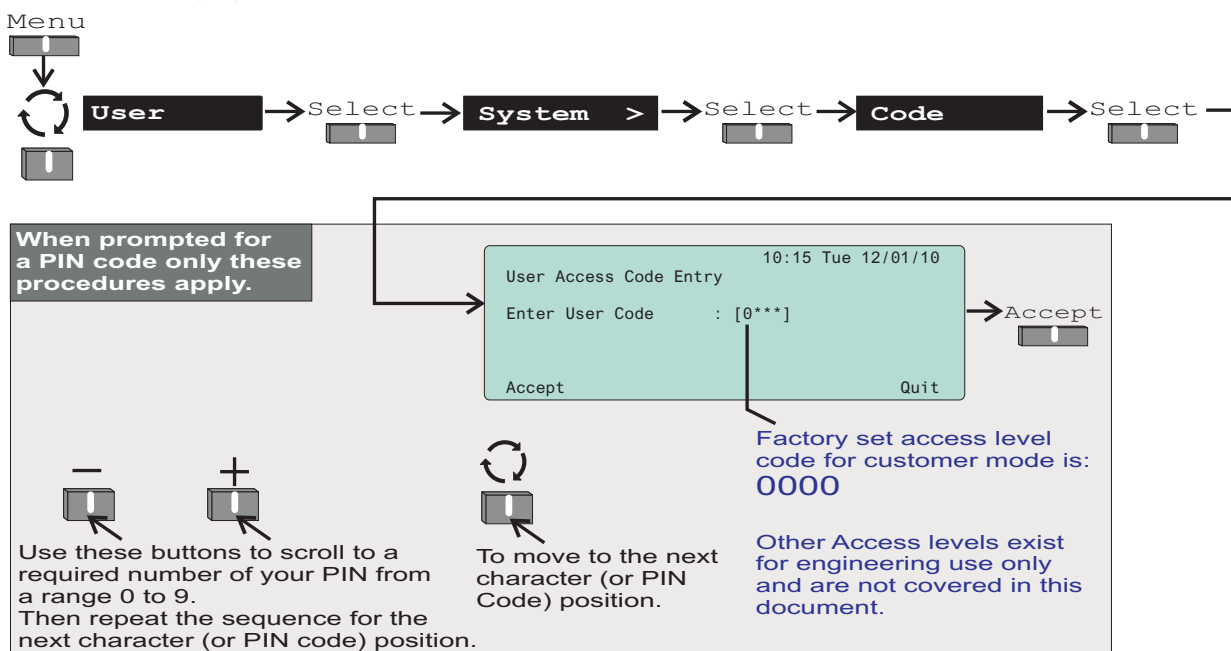 Menu
User
Select
System >
Select
Code
Select
When prompted for
a PIN code only these
procedures apply.
10:15 Tue 12/01/10
User Access Code Entry
Enter User Code : [0***]
Accept Quit
Accept
Factory set access level
code for customer mode is:
0000
Other Access levels exist
for engineering use only
and are not covered in this
document.
– +
Use these buttons to scroll to a
required number of your PIN from
a range 0 to 9.
Then repeat the sequence for the
next character (or PIN code) position.
To move to the next
character (or PIN
Code) position.